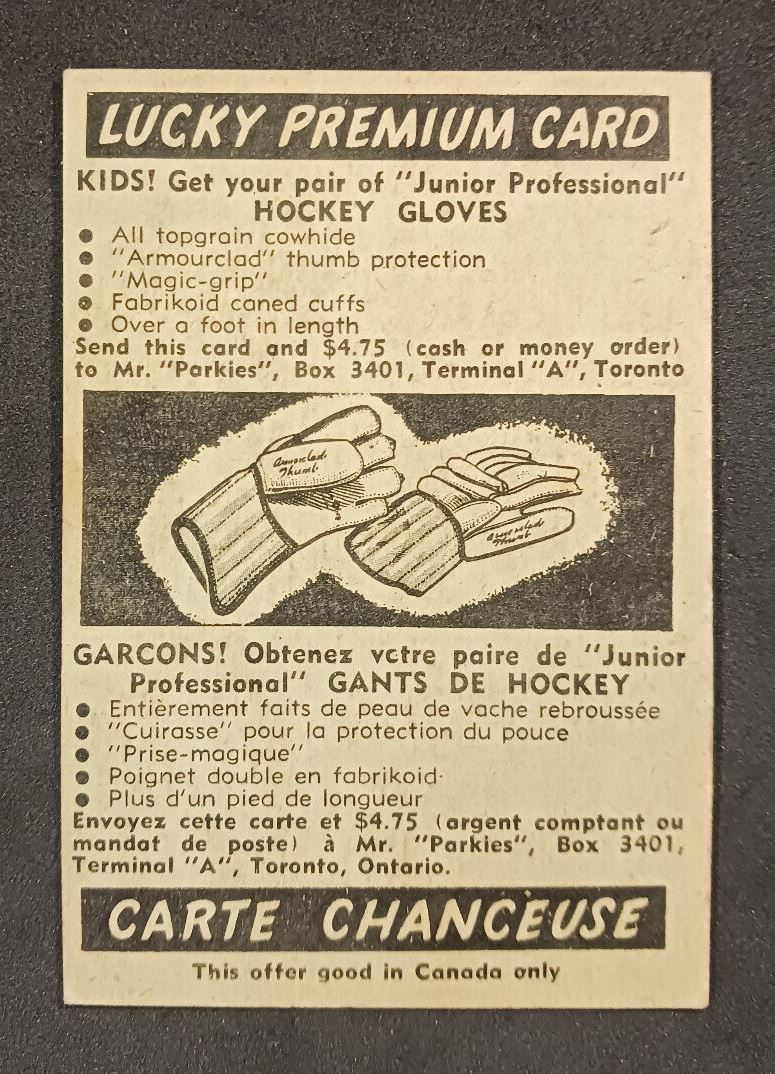 LUCKY PREMIUM CARD
KIDS! Get your pair of "Junior Professional"
HOCKEY GLOVES
● All topgrain cowhide
● "Armourclad" thumb protection
● "Magic-grip"
● Fabrikoid caned cuffs
● Over a foot in length
Send this card and $4.75 (cash or money order)
to Mr. "Parkies", Box 3401, Terminal "A", Toronto
Armorclad
Thumb
Armorclad
Thumb
GARCONS! Obtenez vctre paire de "Junior
Professional" GANTS DE HOCKEY
● Entièrement faits de peau de vache rebroussée
● "Cuirasse" pour la protection du pouce
● "Prise-magique"
● Poignet double en fabrikoid
● Plus d'un pied de longueur
Envoyez cette carte et $4.75 (argent comptant ou
mandat de poste) à Mr. "Parkies", Box 3401,
Terminal "A", Toronto, Ontario.
CARTE CHANCEUSE
This offer good in Canada only